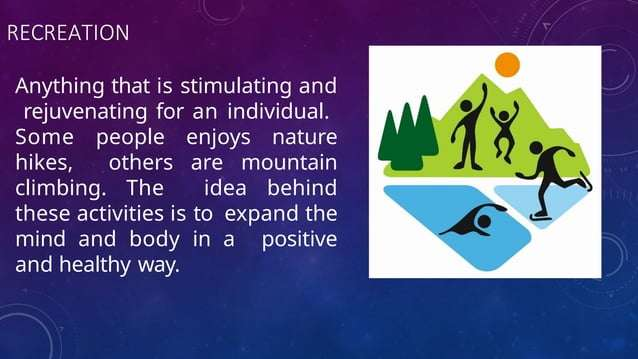 RECREATION
Anything that is stimulating and
rejuvenating for an individual.
Some people enjoys nature
hikes, others are mountain
climbing. The idea behind
these activities is to expand the
mind and body in a positive
and healthy way.